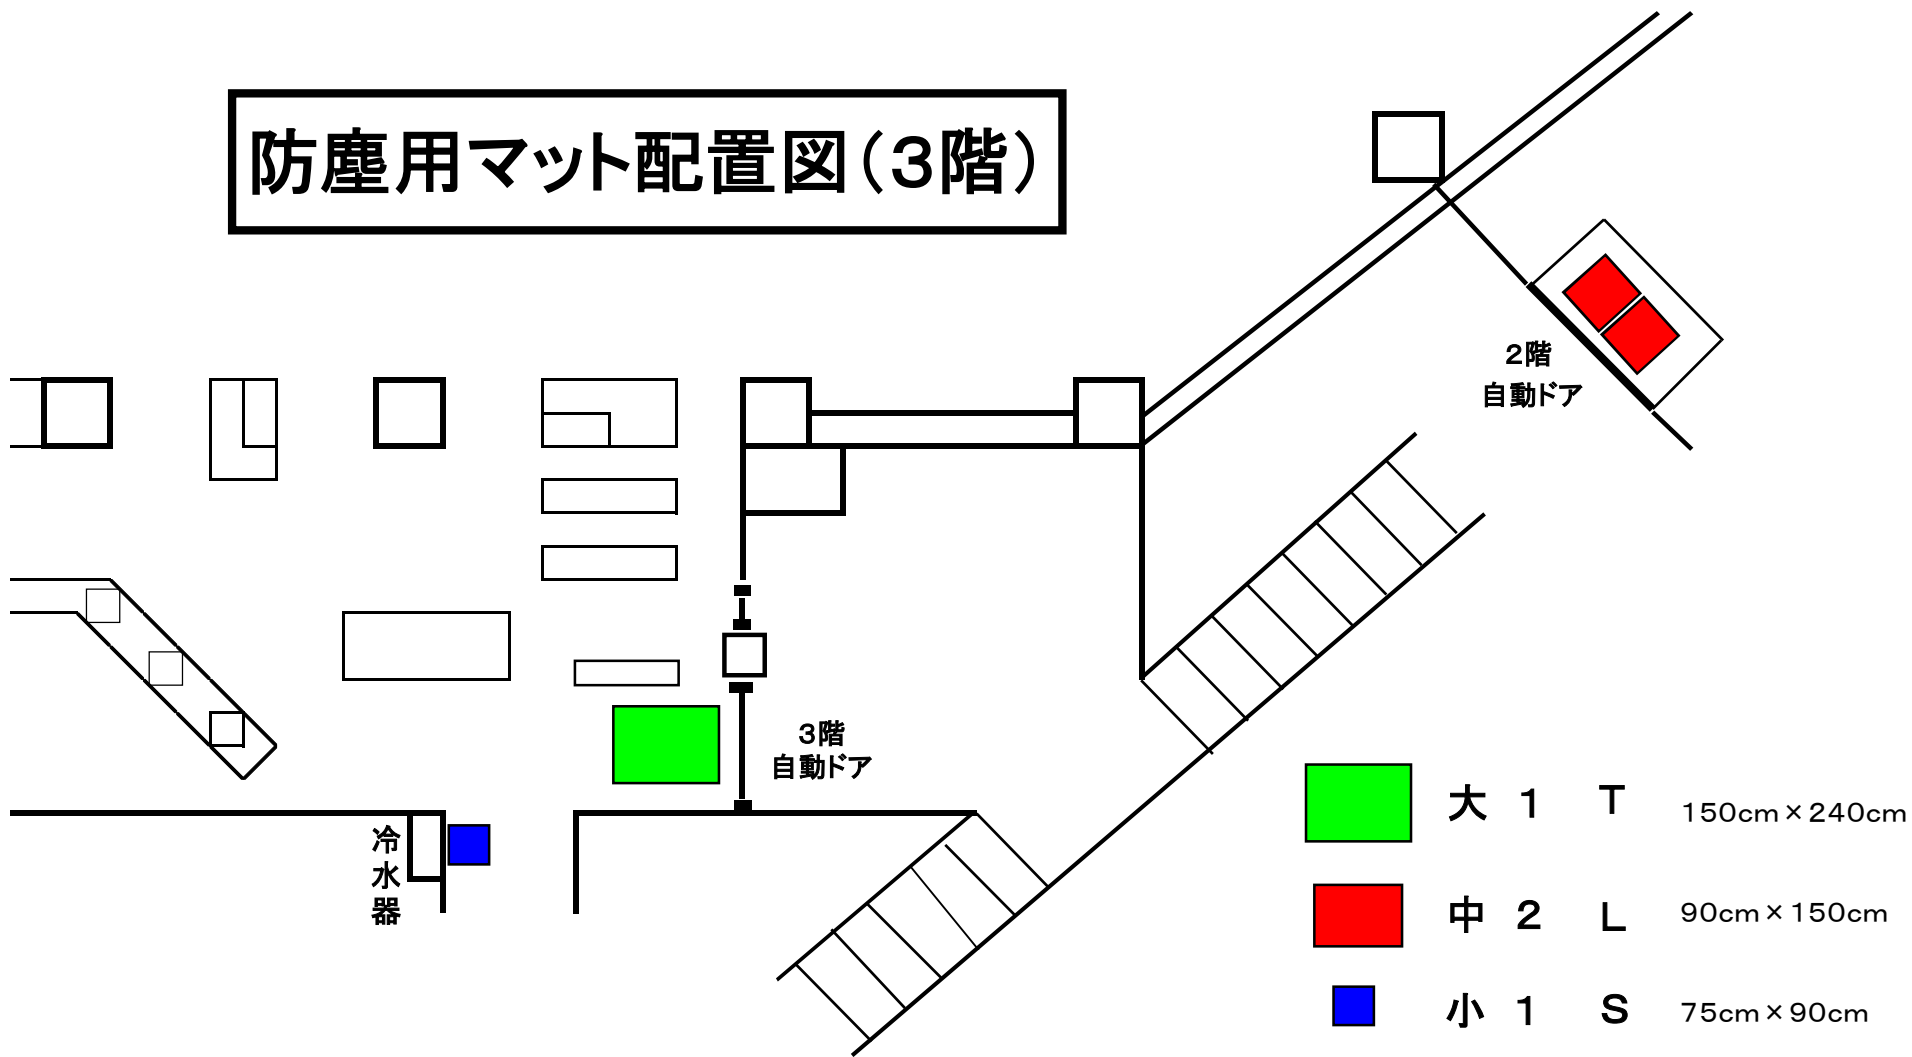 防塵用マット配置図(3階)
2階
自動ドア
3階
自動ドア
冷水器
大 1 T 150cm×240cm
中 2 L 90cm×150cm
小 1 S 75cm×90cm